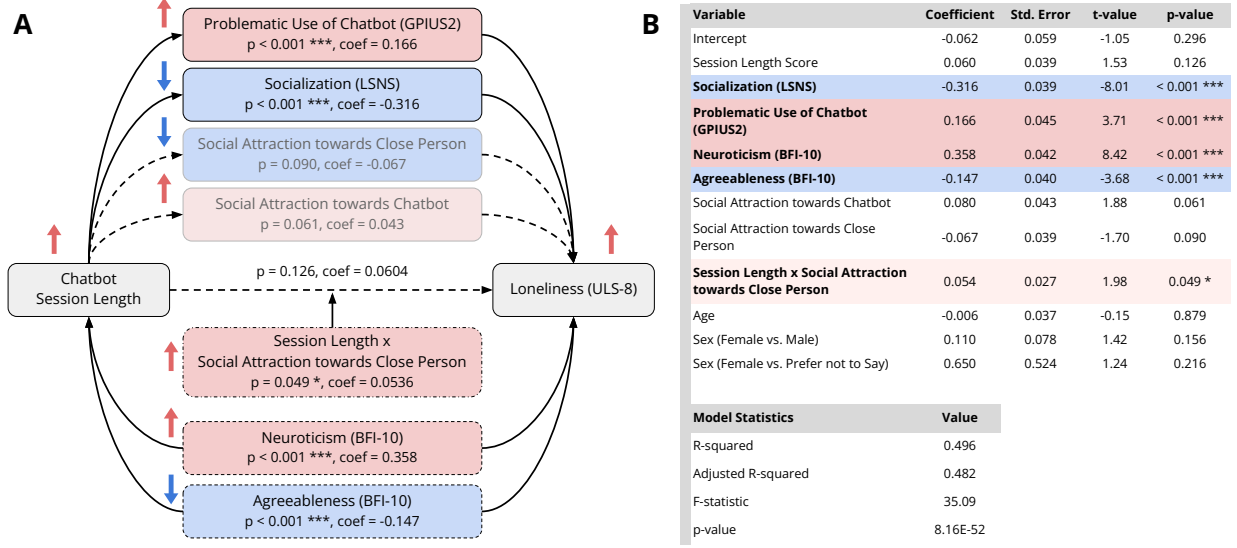 A
Problematic Use of Chatbot (GPIUS2)
p < 0.001 ***, coef = 0.166
Socialization (LSNS)
p < 0.001 ***, coef = -0.316
Social Attraction towards Close Person
p = 0.090, coef = -0.067
Social Attraction towards Chatbot
p = 0.061, coef = 0.043
Chatbot
Session Length
p = 0.126, coef = 0.0604
Loneliness (ULS-8)
Session Length x
Social Attraction towards Close Person
p = 0.049 *, coef = 0.0536
Neuroticism (BFI-10)
p < 0.001 ***, coef = 0.358
Agreeableness (BFI-10)
p < 0.001 ***, coef = -0.147
B
Variable Coefficient Std. Error t-value p-value
Intercept -0.062 0.059 -1.05 0.296
Session Length Score 0.060 0.039 1.53 0.126
Socialization (LSNS) -0.316 0.039 -8.01 < 0.001 ***
Problematic Use of Chatbot
(GPIUS2) 0.166 0.045 3.71 < 0.001 ***
Neuroticism (BFI-10) 0.358 0.042 8.42 < 0.001 ***
Agreeableness (BFI-10) -0.147 0.040 -3.68 < 0.001 ***
Social Attraction towards Chatbot 0.080 0.043 1.88 0.061
Social Attraction towards Close
Person -0.067 0.039 -1.70 0.090
Session Length x Social Attraction
towards Close Person 0.054 0.027 1.98 0.049 *
Age -0.006 0.037 -0.15 0.879
Sex (Female vs. Male) 0.110 0.078 1.42 0.156
Sex (Female vs. Prefer not to Say) 0.650 0.524 1.24 0.216
Model Statistics Value
R-squared 0.496
Adjusted R-squared 0.482
F-statistic 35.09
p-value 8.16E-52